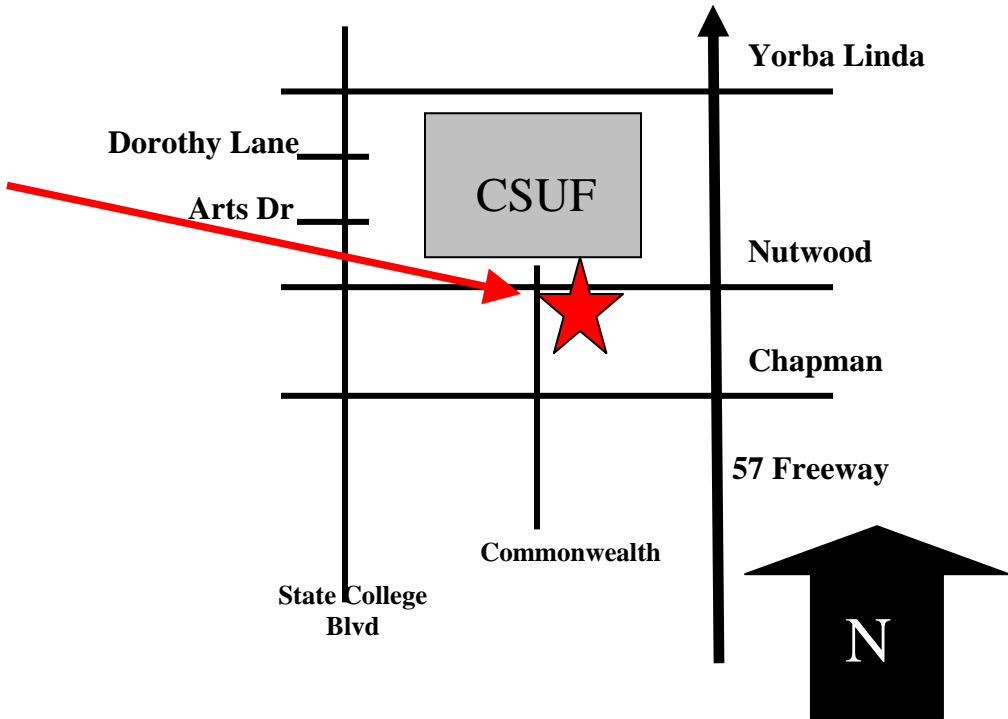 Yorba Linda
Dorothy Lane
CSUF
Arts Dr
Nutwood
Chapman
57 Freeway
Commonwealth
State College
Blvd
N